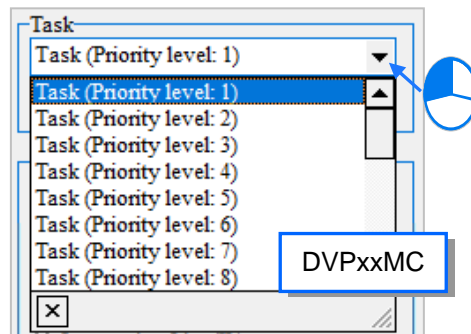 Task
Task (Priority level: 1)
Task (Priority level: 1)
Task (Priority level: 2)
Task (Priority level: 3)
Task (Priority level: 4)
Task (Priority level: 5)
Task (Priority level: 6)
Task (Priority level: 7)
Task (Priority level: 8)
DVPxxMC